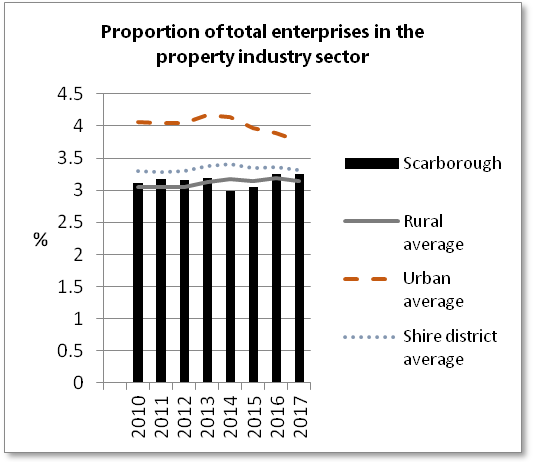 Proportion of total enterprises in the
property industry sector
4.5
4
3.5
3
2.5
2
1.5
1
0.5
0
%
2010
2011
2012
2013
2014
2015
2016
2017
Scarborough
Rural
average
Urban
average
Shire district
average